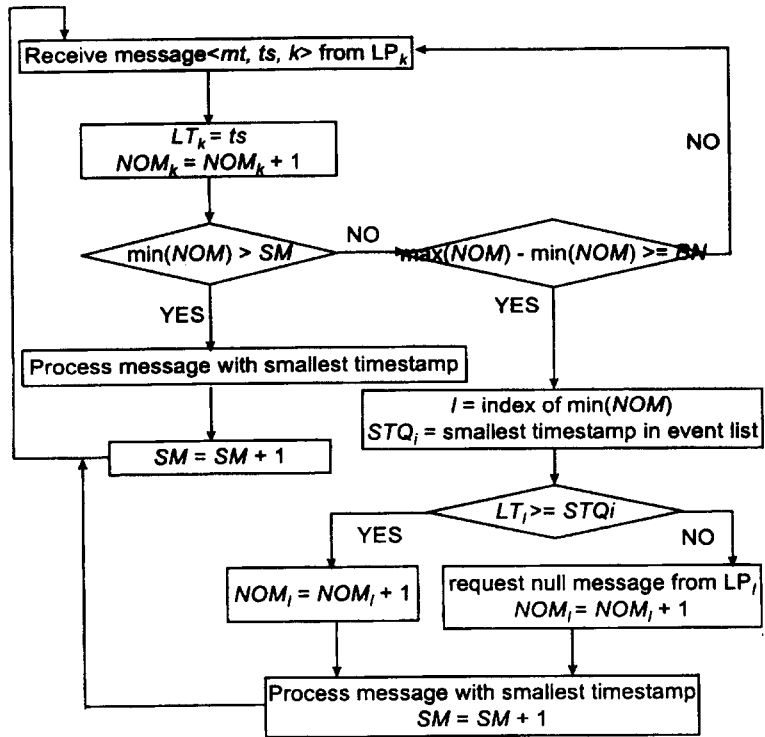 Receive message<mt, ts, k> from LPk
LTk = ts
NOMk = NOMk + 1
NO
min(NOM) > SM
NO
max(NOM) - min(NOM) >= BN
YES
YES
Process message with smallest timestamp
l = index of min(NOM)
STQi = smallest timestamp in event list
SM = SM + 1
LTl >= STQi
YES
NO
NOMl = NOMl + 1
request null message from LPl
NOMl = NOMl + 1
Process message with smallest timestamp
SM = SM + 1